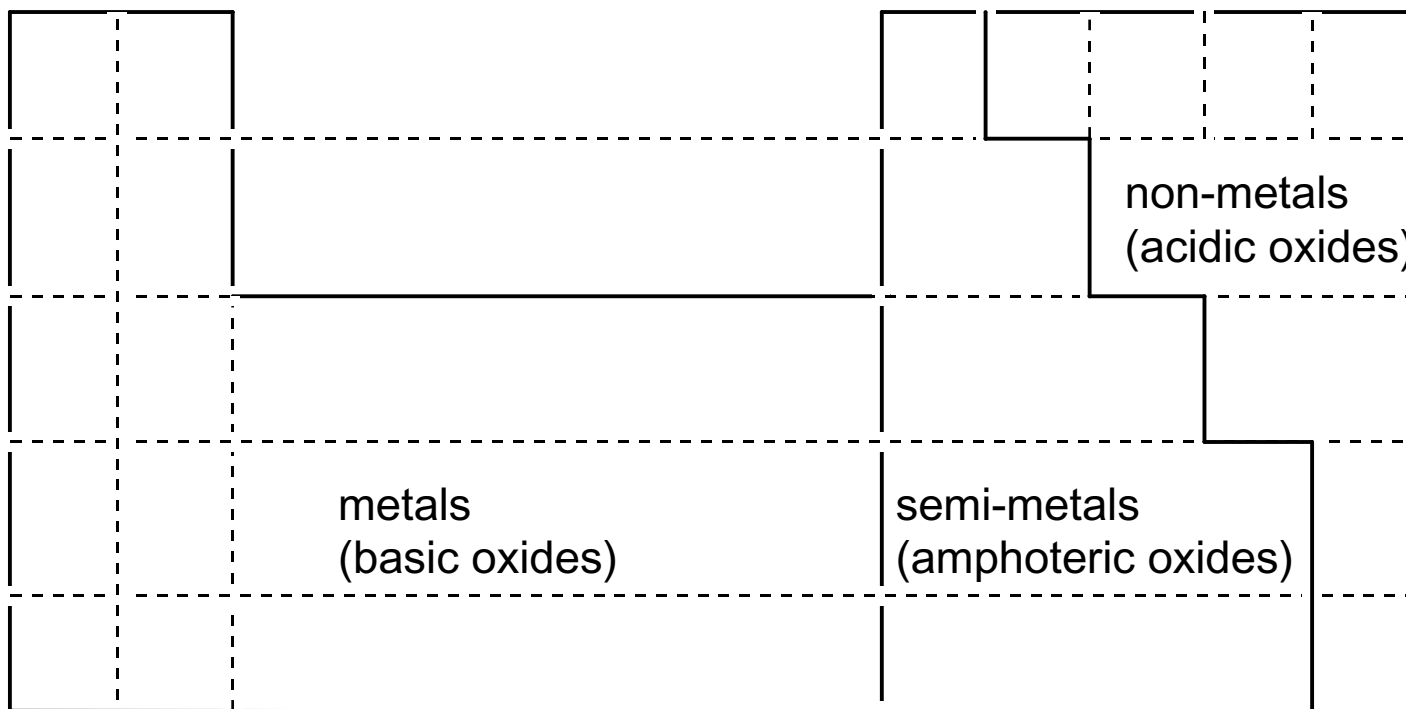 non-metals
(acidic oxides)
metals
(basic oxides)
semi-metals
(amphoteric oxides)